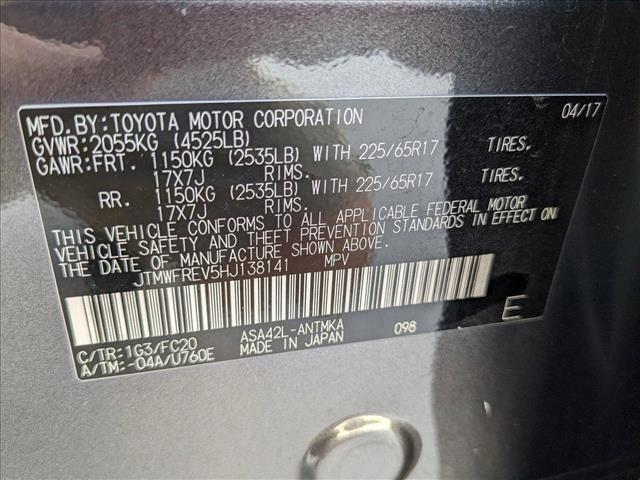 MFD.BY:TOYOTA MOTOR CORPORATION 04/17
GVWR:2055KG (4525LB)
GAWR:FRT. 1150KG (2535LB) WITH 225/65R17 TIRES.
17X7J RIMS.
RR. 1150KG (2535LB) WITH 225/65R17 TIRES.
17X7J RIMS.
THIS VEHICLE CONFORMS TO ALL APPLICABLE FEDERAL MOTOR
VEHICLE SAFETY AND THEFT PREVENTION STANDARDS IN EFFECT ON
THE DATE OF MANUFACTURE SHOWN ABOVE.
JTMWFREV5HJ138141 MPV
E
C/TR:1G3/FC20 ASA42L-ANTMKA 098
A/TM:-04A/U760E MADE IN JAPAN